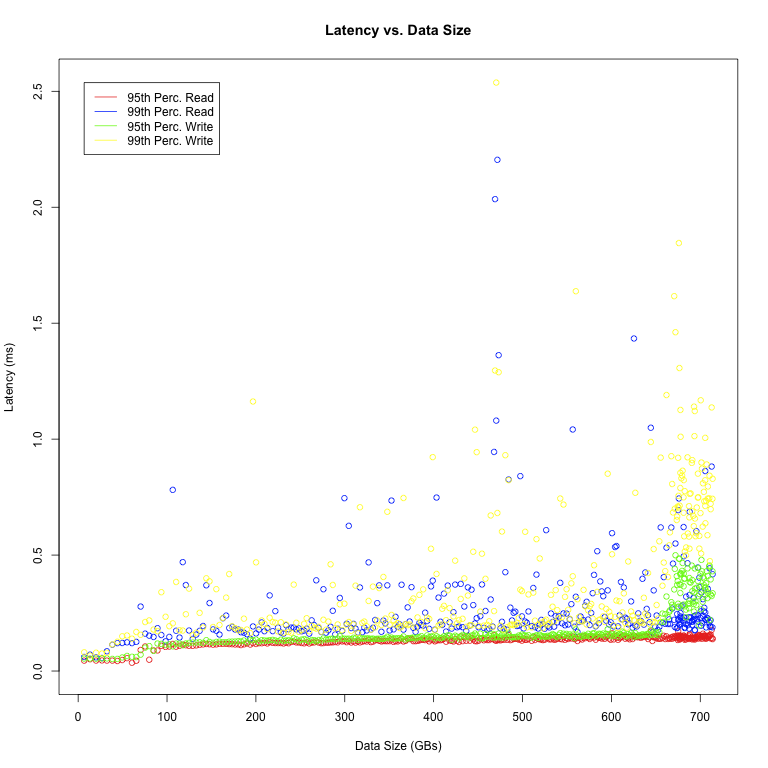 Latency vs. Data Size
95th Perc. Read
99th Perc. Read
95th Perc. Write
99th Perc. Write
Latency (ms)
2.5
2.0
1.5
1.0
0.5
0.0
0 100 200 300 400 500 600 700
Data Size (GBs)